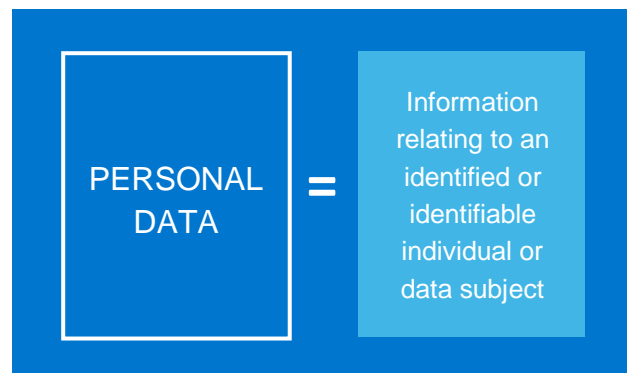 PERSONAL
DATA
=
Information
relating to an
identified or
identifiable
individual or
data subject